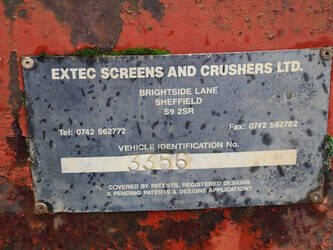 EXTEC SCREENS AND CRUSHERS LTD.
BRIGHTSIDE LANE
SHEFFIELD
S9 2SR
Tel: 0742 562772 Fax: 0742 562782
VEHICLE IDENTIFICATION No.
3356
COVERED BY PATENTS, REGISTERED DESIGNS
& PENDING PATENTS & DESIGNS APPLICATIONS